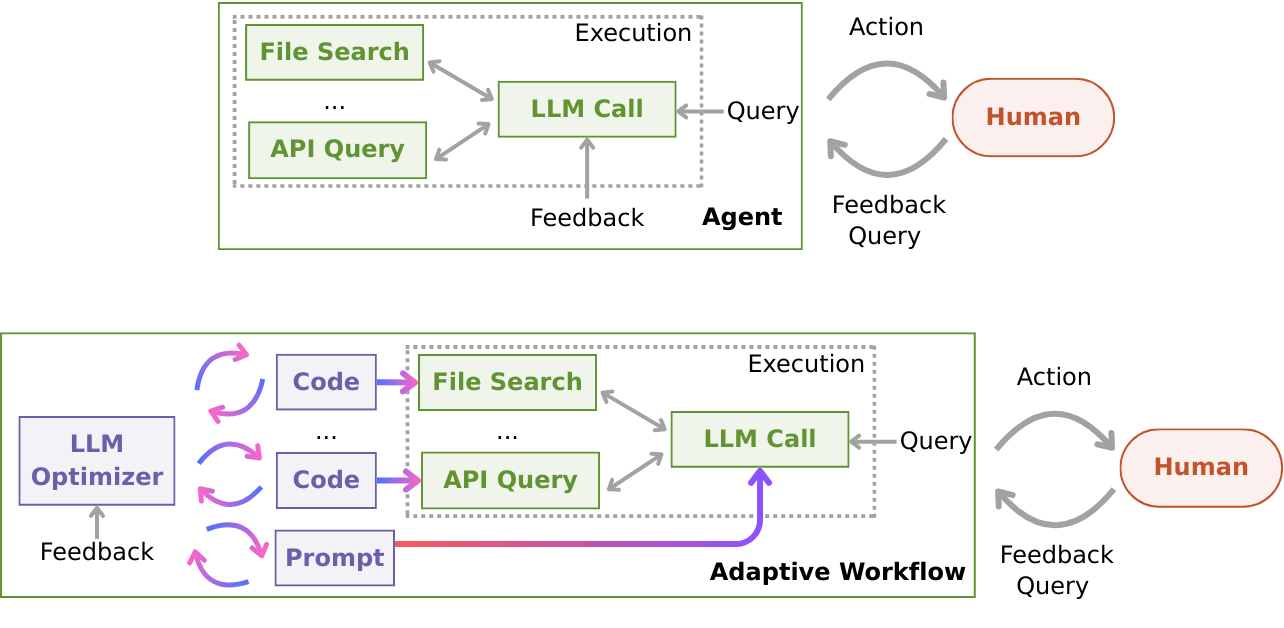 Execution
File Search
...
API Query
LLM Call
Query
Feedback
Agent
Action
Human
Feedback
Query
LLM
Optimizer
Feedback
Code
...
Code
Prompt
Execution
File Search
...
API Query
LLM Call
Query
Adaptive Workflow
Action
Human
Feedback
Query